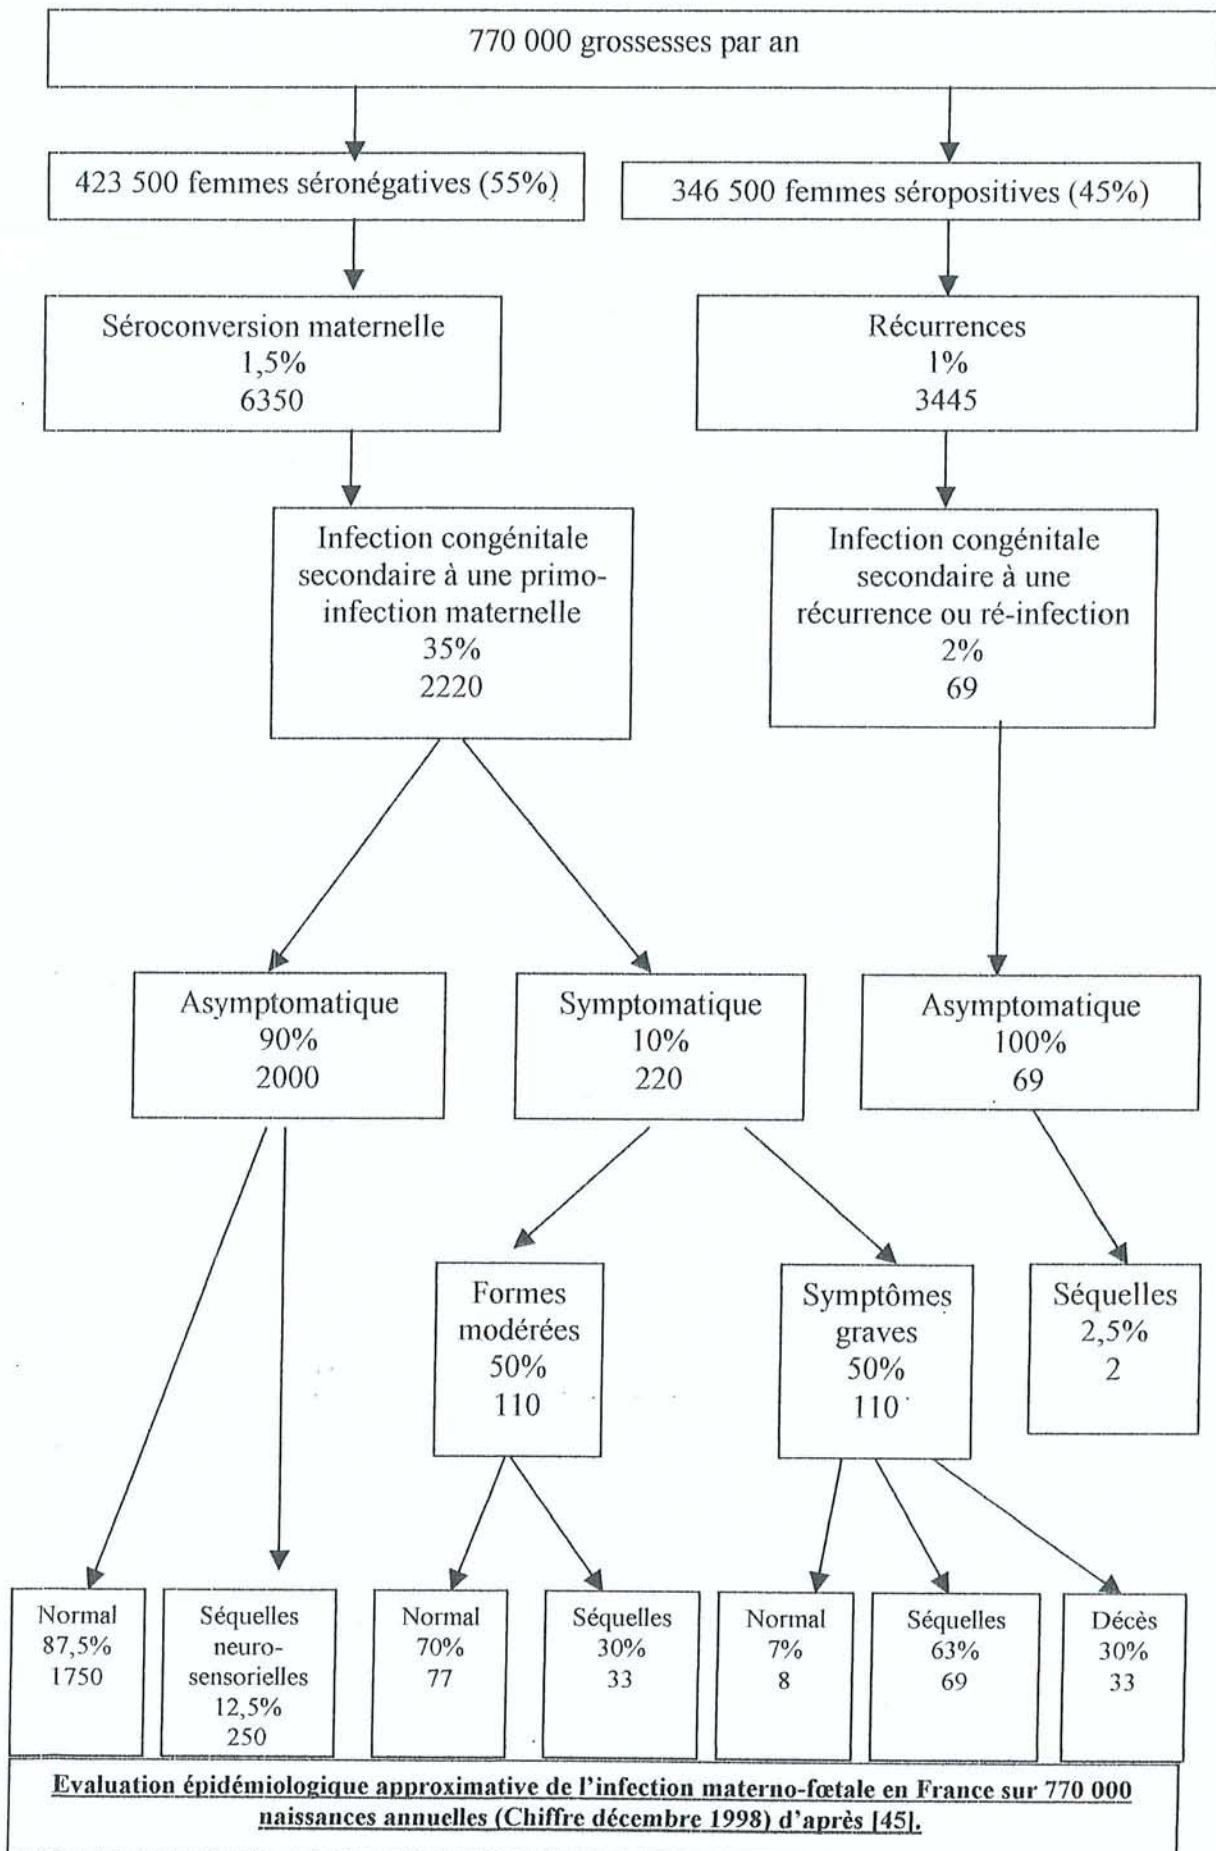 770 000 grossesses par an
423 500 femmes séronégatives (55%)
346 500 femmes séropositives (45%)
Séroconversion maternelle
1,5%
6350
Récurrences
1%
3445
Infection congénitale
secondaire à une primo-
infection maternelle
35%
2220
Infection congénitale
secondaire à une
récurrence ou ré-infection
2%
69
Asymptomatique
90%
2000
Symptomatique
10%
220
Asymptomatique
100%
69
Formes
modérées
50%
110
Symptômes
graves
50%
110
Séquelles
2,5%
2
Normal
87,5%
1750
Séquelles
neuro-
sensorielles
12,5%
250
Normal
70%
77
Séquelles
30%
33
Normal
7%
8
Séquelles
63%
69
Décès
30%
33
Evaluation épidémiologique approximative de l'infection materno-fœtale en France sur 770 000
naissances annuelles (Chiffre décembre 1998) d'après [45].